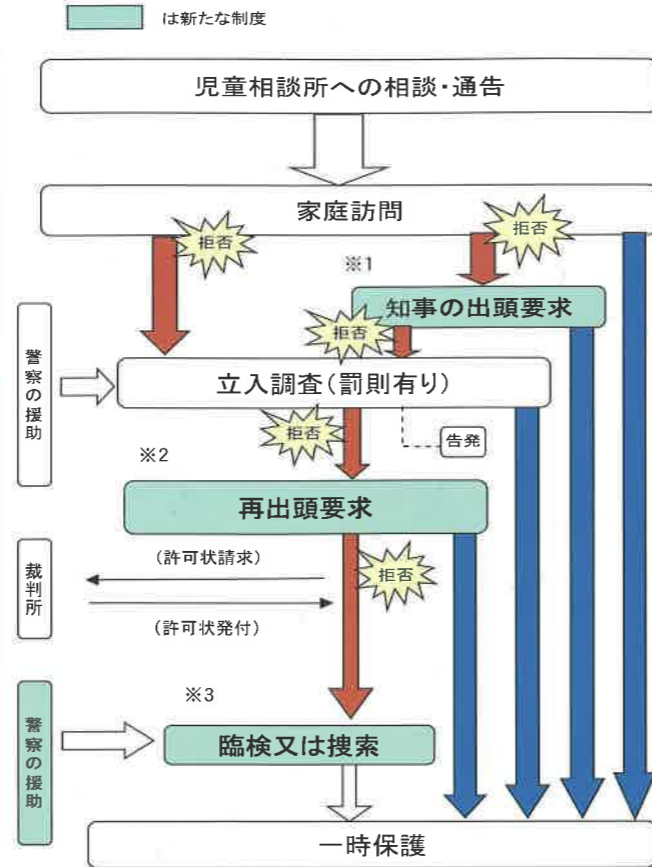 は新たな制度
児童相談所への相談・通告
家庭訪問
拒否
拒否
※1
知事の出頭要求
拒否
警察の援助
立入調査(罰則有り)
拒否
告発
※2
再出頭要求
(許可状請求)
拒否
裁判所
(許可状発付)
※3
警察の援助
臨検又は捜索
一時保護